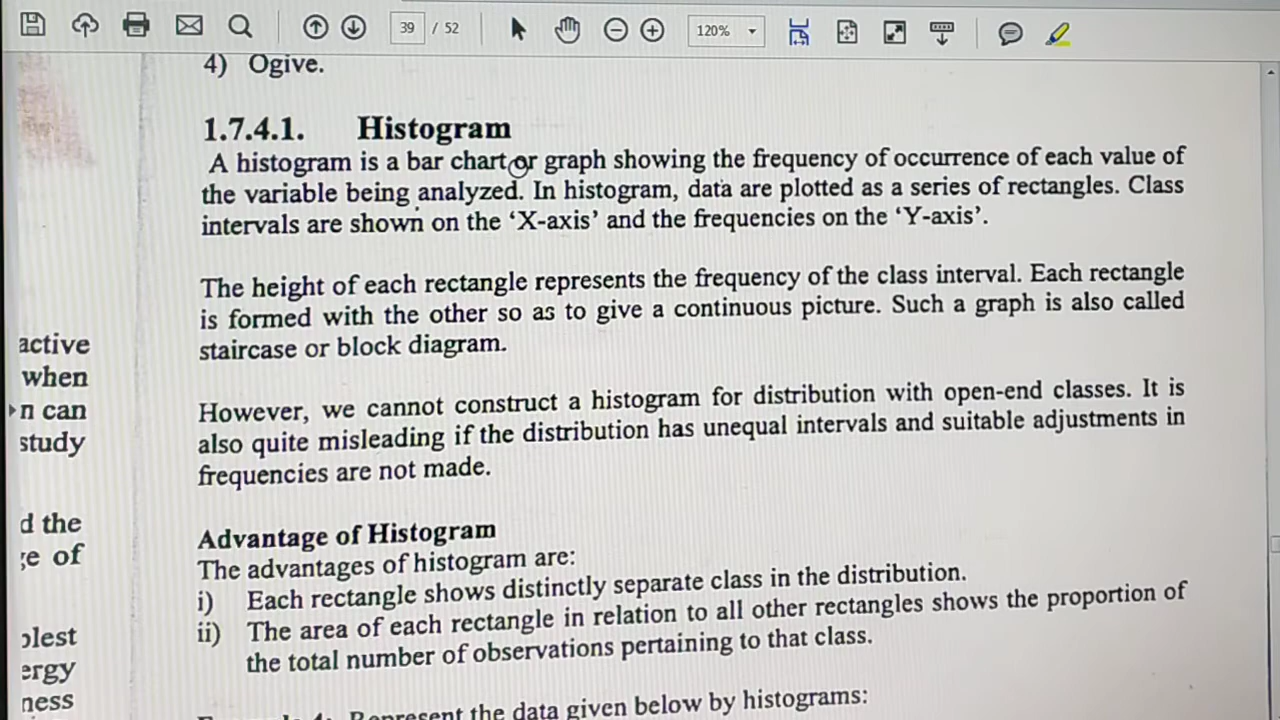 39 / 52
120%
4) Ogive.
1.7.4.1. Histogram
A histogram is a bar chart or graph showing the frequency of occurrence of each value of
the variable being analyzed. In histogram, data are plotted as a series of rectangles. Class
intervals are shown on the ‘X-axis’ and the frequencies on the ‘Y-axis’.
The height of each rectangle represents the frequency of the class interval. Each rectangle
is formed with the other so as to give a continuous picture. Such a graph is also called
staircase or block diagram.
However, we cannot construct a histogram for distribution with open-end classes. It is
also quite misleading if the distribution has unequal intervals and suitable adjustments in
frequencies are not made.
Advantage of Histogram
The advantages of histogram are:
i) Each rectangle shows distinctly separate class in the distribution.
ii) The area of each rectangle in relation to all other rectangles shows the proportion of
the total number of observations pertaining to that class.
Represent the data given below by histograms:
active
when
n can
study
d the
ge of